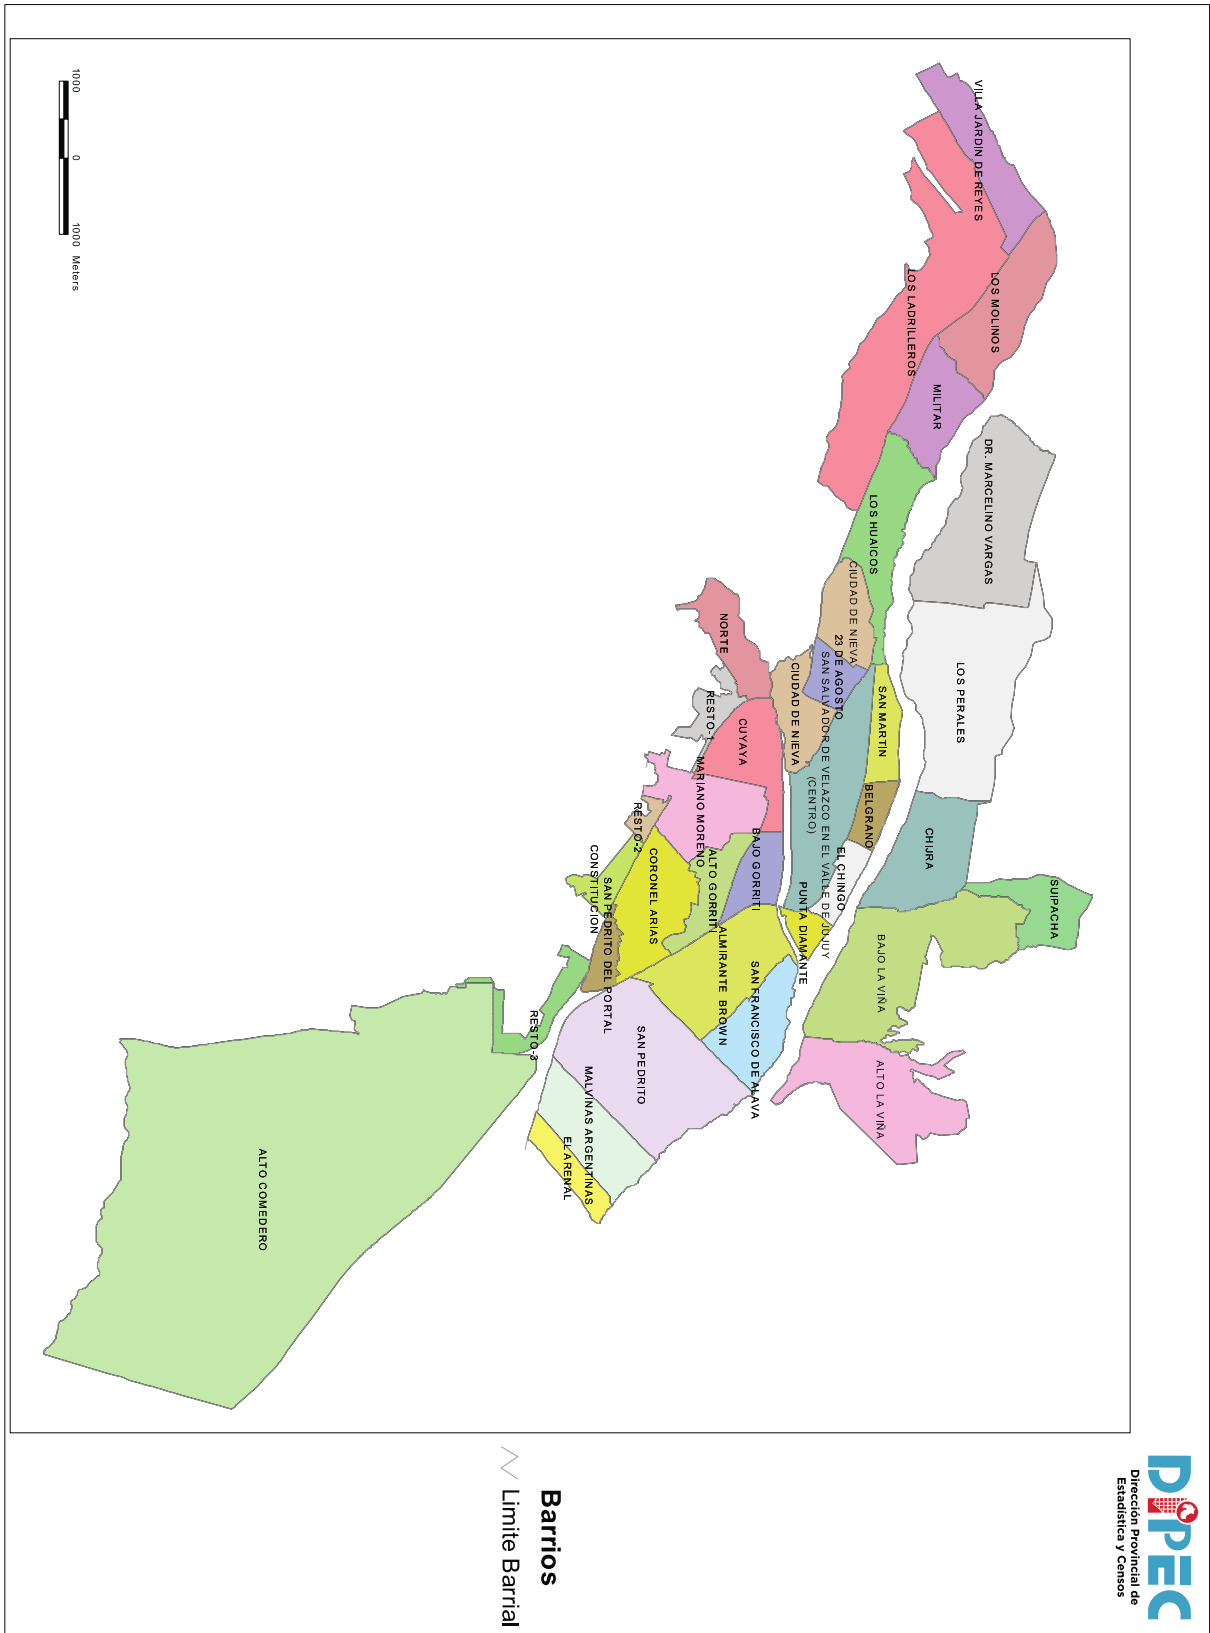 DIPEC
Dirección Provincial de
Estadística y Censos
VILLA JARDIN DE REYES
LOS MOLINOS
LOS LADRILLEROS
MILITAR
DR. MARCELINO VARGAS
LOS HUAICOS
CIUDAD DE NIEVA
LOS PERALES
23 DE AGOSTO
SAN SALVADOR DE VELAZCO EN EL VALLE DE JUJUY
(CENTRO)
SAN MARTÍN
BELGRANO
CIUDAD DE NIEVA
NORTE
RESTO-1
CUYAYA
MARIANO MORENO
RESTO-2
BAJO GORRITI
ALTO GORRITI
EL CHINGO
PUNTA DIAMANTE
CHIJRA
SUIPACHA
BAJO LA VIÑA
ALTO LA VIÑA
CORONEL ARIAS
CONSTITUCION
SAN PEDRITO DEL PORTAL
ALMIRANTE BROWN
SAN FRANCISCO DE ALAVA
SAN PEDRITO
RESTO-3
MALVINAS ARGENTINAS
EL ARENAL
ALTO COMEDERO
1000 0 1000 Meters
Barrios
Limite Barrial